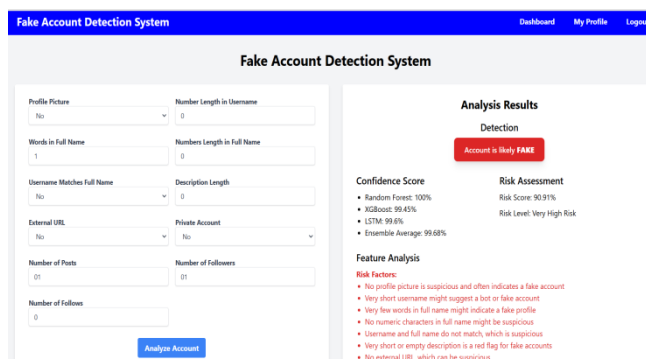 Fake Account Detection System
Dashboard
My Profile
Logou
Fake Account Detection System
Profile Picture
No
Number Length in Username
0
Words in Full Name
1
Numbers Length in Full Name
0
Username Matches Full Name
No
Description Length
0
External URL
No
Private Account
No
Number of Posts
01
Number of Followers
01
Number of Follows
0
Analyze Account
Analysis Results
Detection
Account is likely FAKE
Confidence Score
• Random Forest: 100%
• XGBoost: 99.45%
• LSTM: 99.6%
• Ensemble Average: 99.68%
Risk Assessment
Risk Score: 90.91%
Risk Level: Very High Risk
Feature Analysis
Risk Factors:
• No profile picture is suspicious and often indicates a fake account
• Very short username might suggest a bot or fake account
• Very few words in full name might indicate a fake profile
• No numeric characters in full name might be suspicious
• Username and full name do not match, which is suspicious
• Very short or empty description is a red flag for fake accounts
• No external URL, which can be suspicious